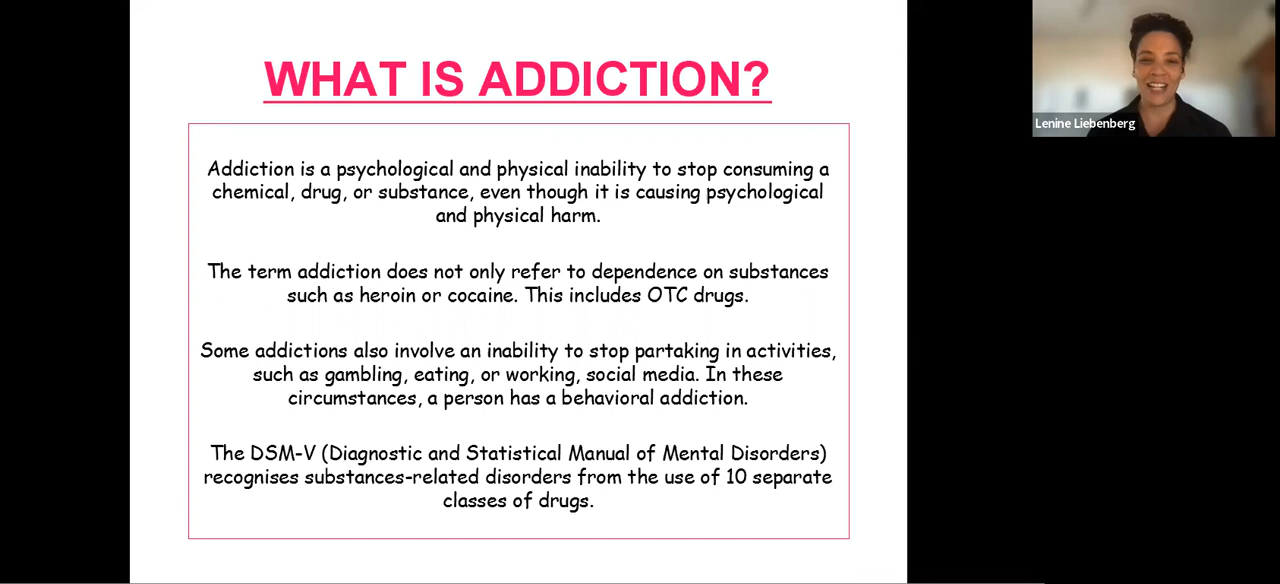 WHAT IS ADDICTION?
Addiction is a psychological and physical inability to stop consuming a
chemical, drug, or substance, even though it is causing psychological
and physical harm.
The term addiction does not only refer to dependence on substances
such as heroin or cocaine. This includes OTC drugs.
Some addictions also involve an inability to stop partaking in activities,
such as gambling, eating, or working, social media. In these
circumstances, a person has a behavioral addiction.
The DSM-V (Diagnostic and Statistical Manual of Mental Disorders)
recognises substances-related disorders from the use of 10 separate
classes of drugs.
Lenine Liebenberg